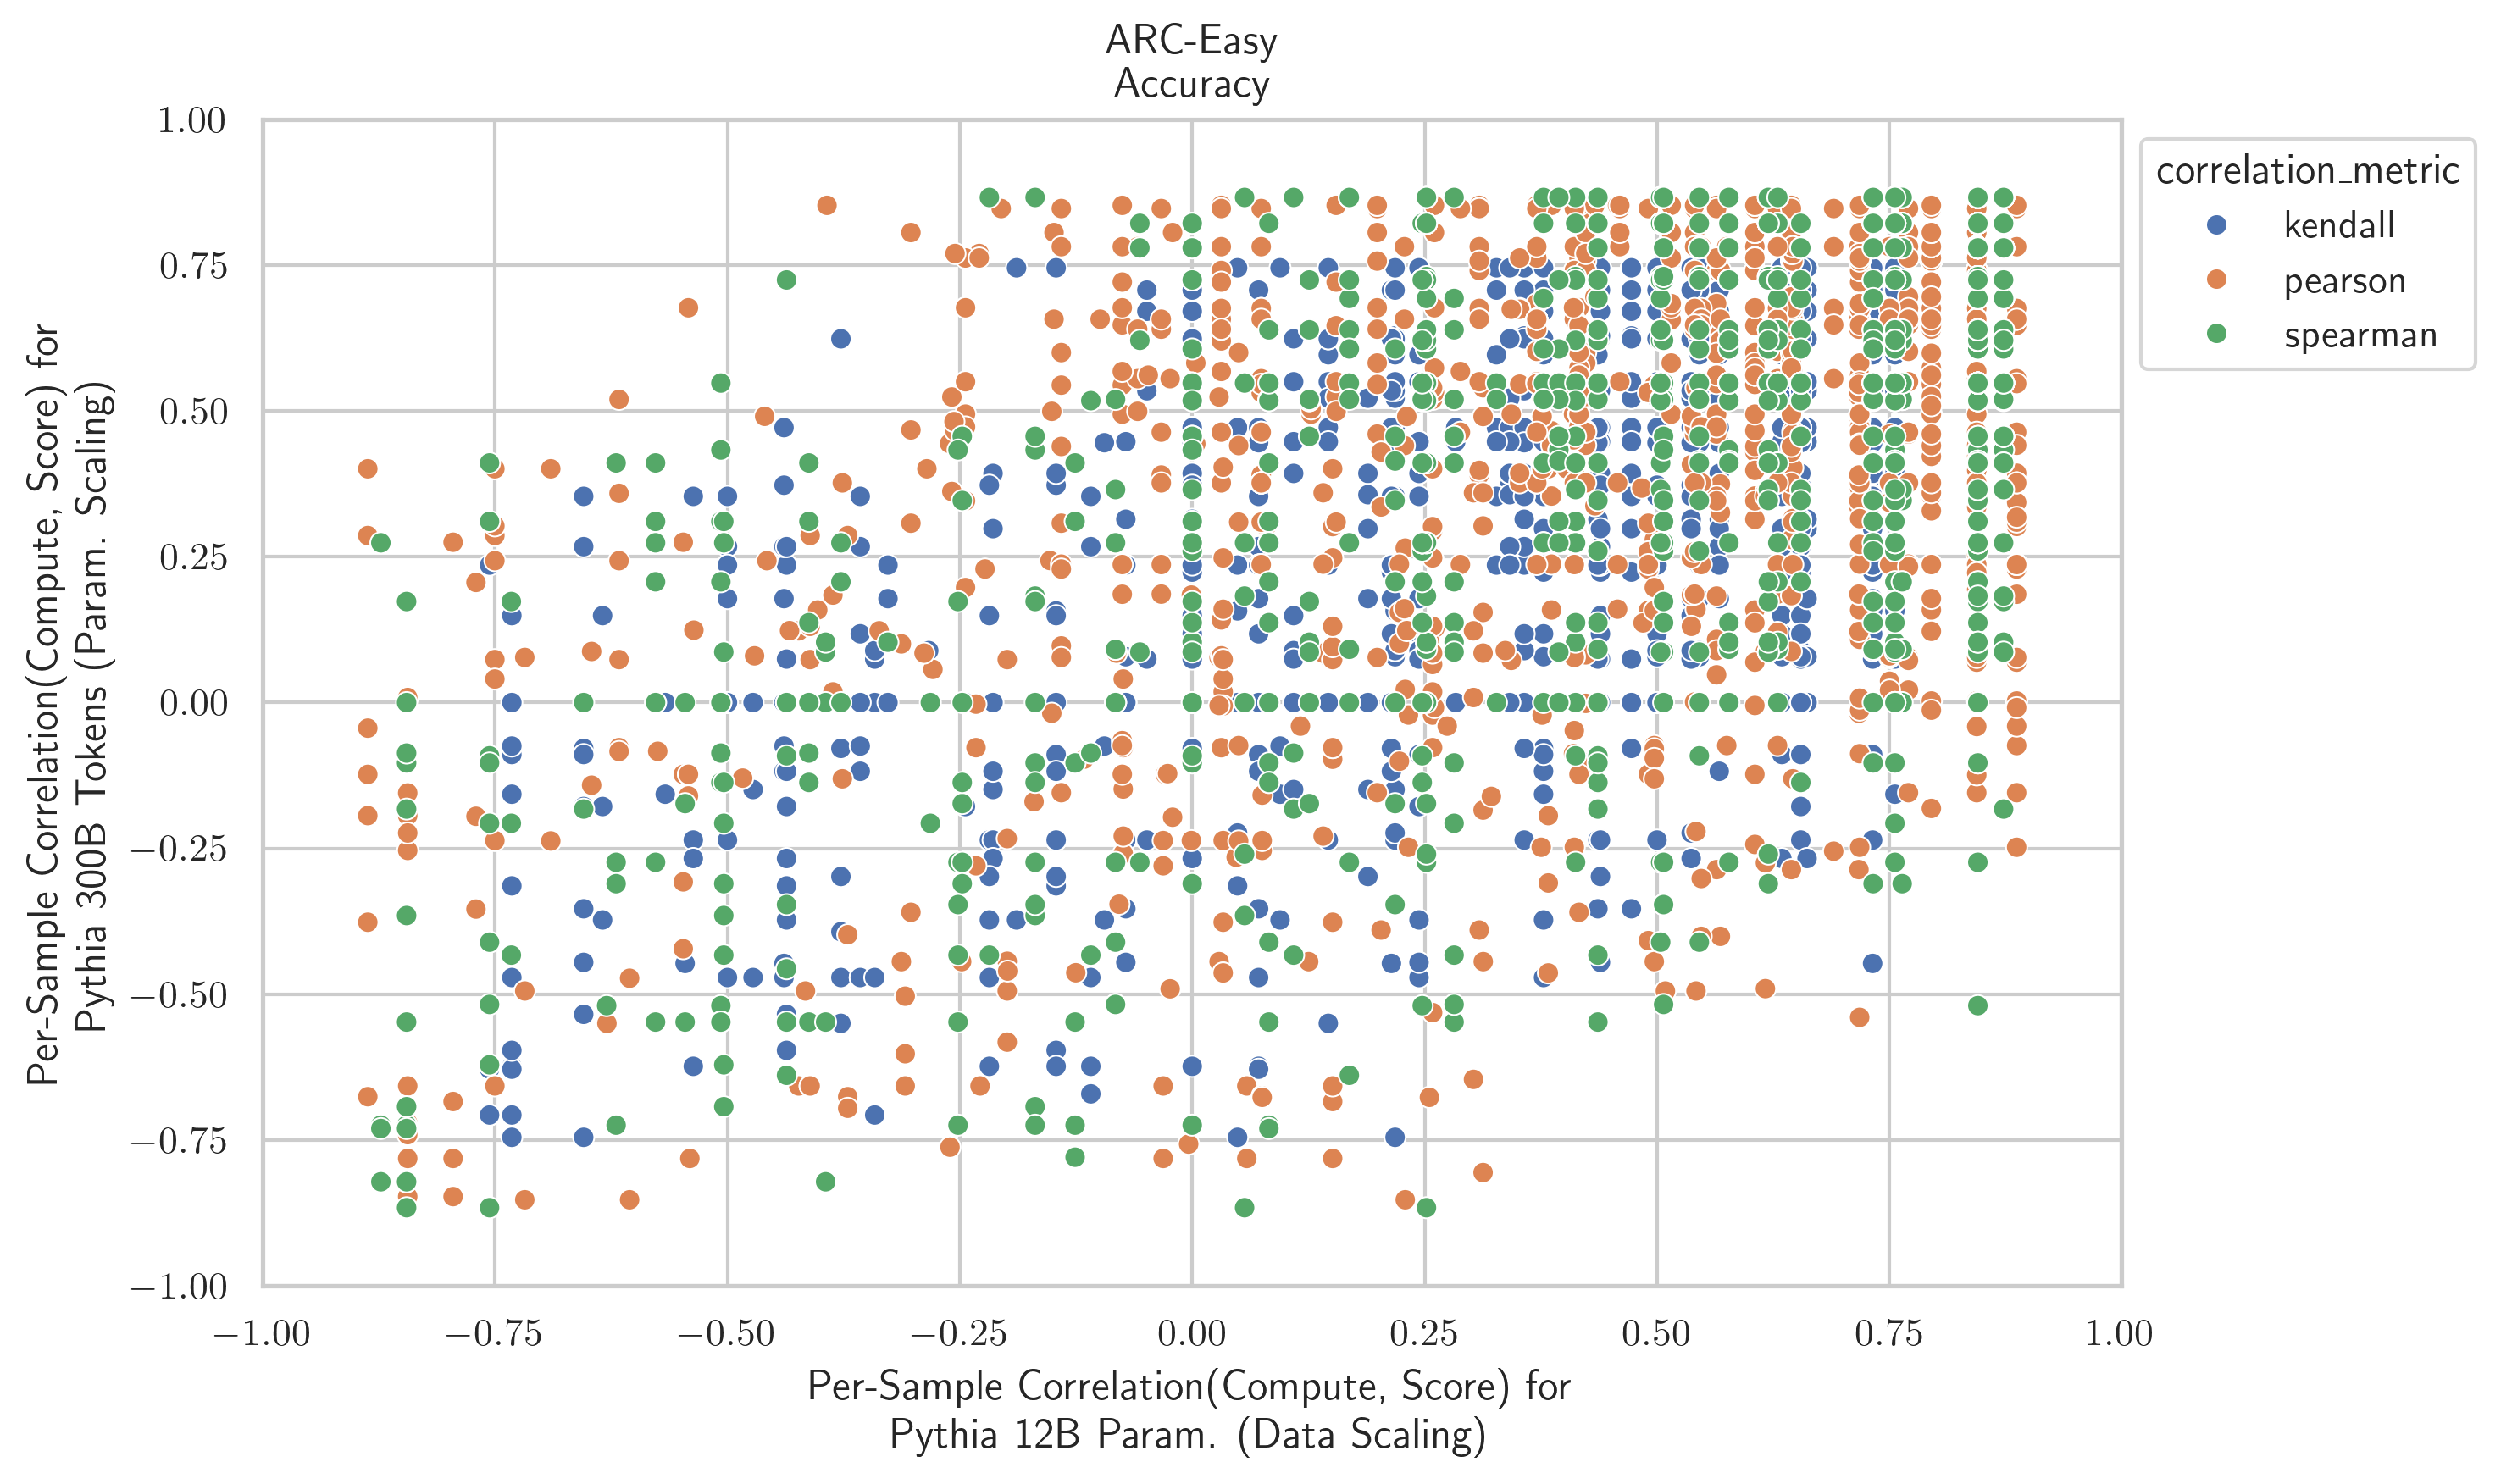 ARC-Easy
Accuracy
1.00
0.75
0.50
0.25
0.00
−0.25
−0.50
−0.75
−1.00
Per-Sample Correlation(Compute, Score) for
Pythia 300B Tokens (Param. Scaling)
−1.00 −0.75 −0.50 −0.25 0.00 0.25 0.50 0.75 1.00
Per-Sample Correlation(Compute, Score) for
Pythia 12B Param. (Data Scaling)
correlation_metric
kendall
pearson
spearman